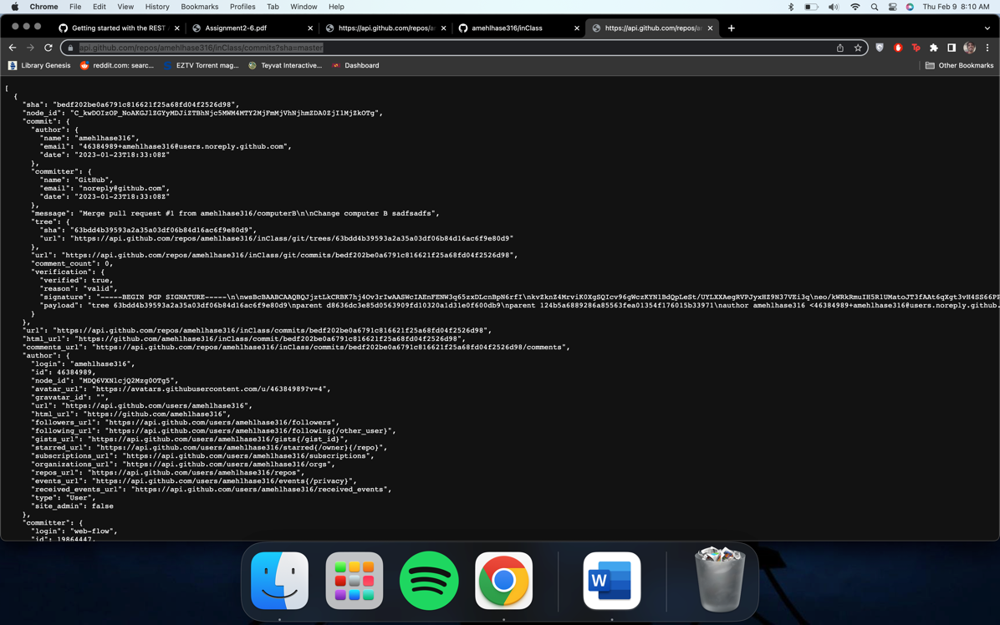 Chrome File Edit View History Bookmarks Profiles Tab Window Help Thu Feb 9 8:10 AM
Getting started with the REST Assignment2-6.pdf https://api.github.com/repos/a amehlhase316/inClass https://api.github.com/repos/a
api.github.com/repos/amehlhase316/inClass/commits?sha=master
Library Genesis reddit.com: searc... EZTV Torrent mag... Teyvat Interactive... Dashboard Other Bookmarks
[
{
"sha": "bedf202be0a6791c816621f25a68fd04f2526d98",
"node_id": "C_kwDOIzOP_NoAKGJlZGYyMDJiZTBhNjc5MWM4MTY2MjFmMjVhNjhmZDA0ZjI1MjZkOTg",
"commit": {
"author": {
"name": "amehlhase316",
"email": "46384989+amehlhase316@users.noreply.github.com",
"date": "2023-01-23T18:33:08Z"
},
"committer": {
"name": "GitHub",
"email": "noreply@github.com",
"date": "2023-01-23T18:33:08Z"
},
"message": "Merge pull request #1 from amehlhase316/computerB\n\nChange computer B sadfsadfs",
"tree": {
"sha": "63bdd4b39593a2a35a03df06b84d16ac6f9e80d9",
"url": "https://api.github.com/repos/amehlhase316/inClass/git/trees/63bdd4b39593a2a35a03df06b84d16ac6f9e80d9"
},
"url": "https://api.github.com/repos/amehlhase316/inClass/git/commits/bedf202be0a6791c816621f25a68fd04f2526d98",
"comment_count": 0,
"verification": {
"verified": true,
"reason": "valid",
"signature": "-----BEGIN PGP SIGNATURE-----\n\nwsBcBAABCAAQBQJjztLkCRBK7hj4Ov3rIwAASWcIAEnFENW3q65zxDLcnBpN6rfI\nkvZknZ4MrviK0XgSQIcv96gWczKYNlBdQpLeSt/UYLXXAegRVPJyxHZ9N37VEi3q\nneo/kWRkRmuIH5RlUMatoJT3fAAt6qXgt3vH4SS66PF
"payload": "tree 63bdd4b39593a2a35a03df06b84d16ac6f9e80d9\nparent d8636dc3e85d0563909fd10320a1d31e0f600db9\nparent 124b5a6889286a85563fea01354f176015b33971\nauthor amehlhase316 <46384989+amehlhase316@users.noreply.github.
}
},
"url": "https://api.github.com/repos/amehlhase316/inClass/commits/bedf202be0a6791c816621f25a68fd04f2526d98",
"html_url": "https://github.com/amehlhase316/inClass/commit/bedf202be0a6791c816621f25a68fd04f2526d98",
"comments_url": "https://api.github.com/repos/amehlhase316/inClass/commits/bedf202be0a6791c816621f25a68fd04f2526d98/comments",
"author": {
"login": "amehlhase316",
"id": 46384989,
"node_id": "MDQ6VXNlcjQ2Mzg0OTg5",
"avatar_url": "https://avatars.githubusercontent.com/u/46384989?v=4",
"gravatar_id": "",
"url": "https://api.github.com/users/amehlhase316",
"html_url": "https://github.com/amehlhase316",
"followers_url": "https://api.github.com/users/amehlhase316/followers",
"following_url": "https://api.github.com/users/amehlhase316/following{/other_user}",
"gists_url": "https://api.github.com/users/amehlhase316/gists{/gist_id}",
"starred_url": "https://api.github.com/users/amehlhase316/starred{/owner}{/repo}",
"subscriptions_url": "https://api.github.com/users/amehlhase316/subscriptions",
"organizations_url": "https://api.github.com/users/amehlhase316/orgs",
"repos_url": "https://api.github.com/users/amehlhase316/repos",
"events_url": "https://api.github.com/users/amehlhase316/events{/privacy}",
"received_events_url": "https://api.github.com/users/amehlhase316/received_events",
"type": "User",
"site_admin": false
},
"committer": {
"login": "web-flow",
"id": 19864447,
W